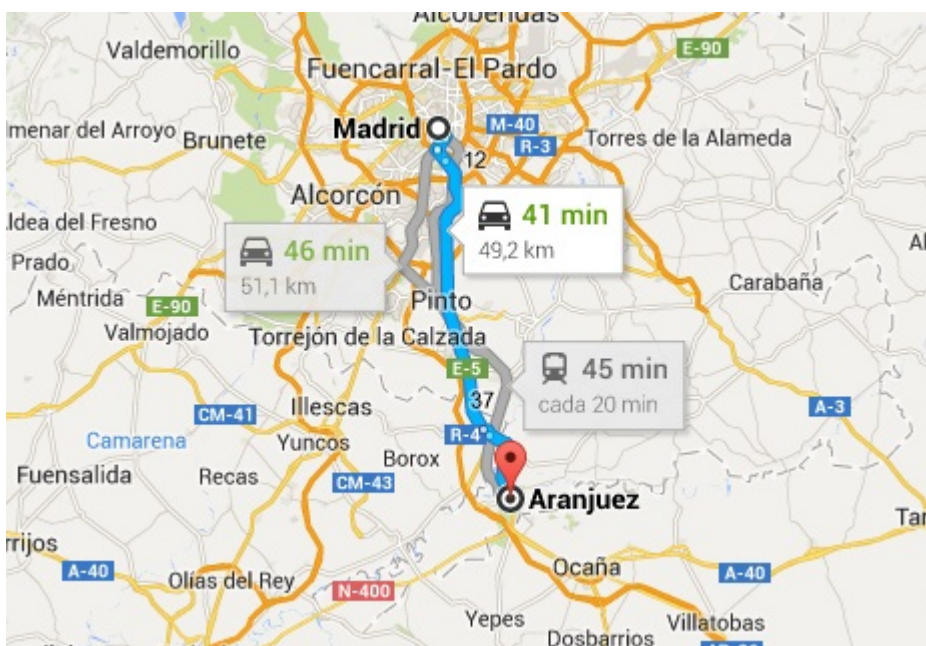 Alcobendas
Valdemorillo
E-90
Fuencarral-El Pardo
menar del Arroyo
Brunete
Madrid
M-40
R-3
Torres de la Alameda
12
Alcorcón
41 min
49,2 km
ldea del Fresno
46 min
51,1 km
Al
Prado
Carabaña
Méntrida
E-90
Pinto
Valmojado
Torrejón de la Calzada
E-5
45 min
cada 20 min
37
A-3
CM-41
Illescas
R-4
Camarena
Yuncos
Borox
Fuensalida
Recas
CM-43
Aranjuez
Tar
rrijos
A-40
Olías del Rey
N-400
Ocaña
A-40
Yepes
Villatobas
Dosbarrios